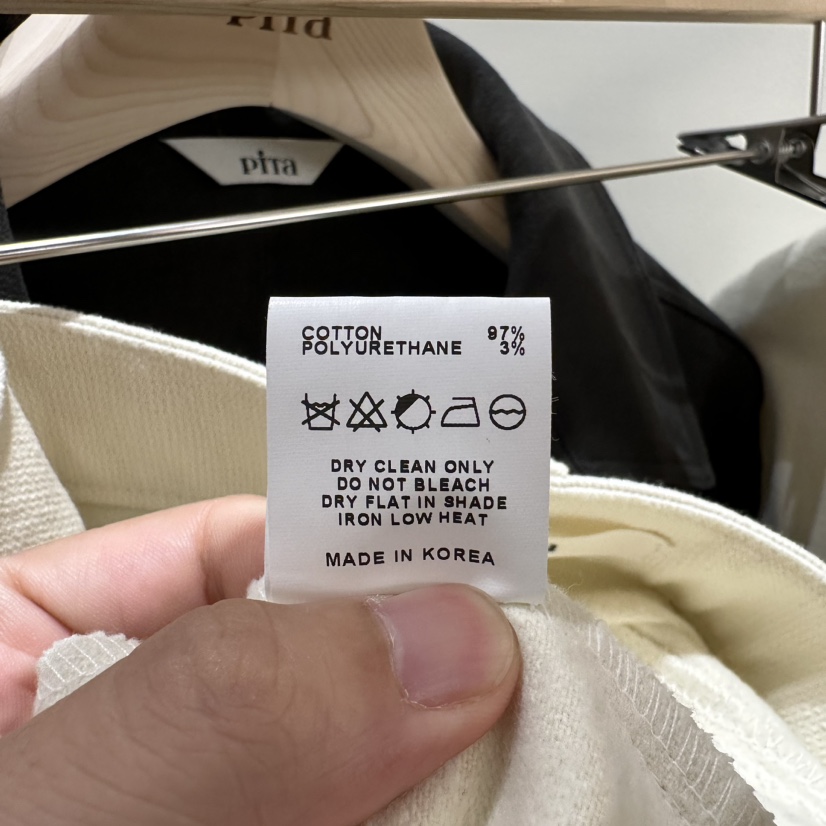 pita
pita
COTTON 97%
POLYURETHANE 3%
DRY CLEAN ONLY
DO NOT BLEACH
DRY FLAT IN SHADE
IRON LOW HEAT
MADE IN KOREA